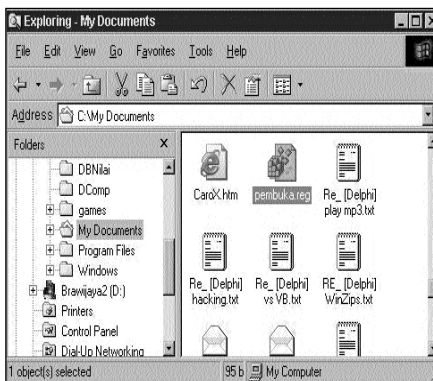 Exploring - My Documents
File Edit View Go Favorites Tools Help
Address C:\My Documents
Folders x
DBNilai
DComp
games
My Documents
Program Files
Windows
Brawijaya2 (D:)
Printers
Control Panel
Dial-Up Networking
CaroX.htm
pembuka.reg
Re_ [Delphi]
play mp3.txt
Re_ [Delphi]
hacking.txt
Re_ [Delphi]
vs VB.txt
RE_ [Delphi]
WinZips.txt
1 object(s) selected
95 b
My Computer